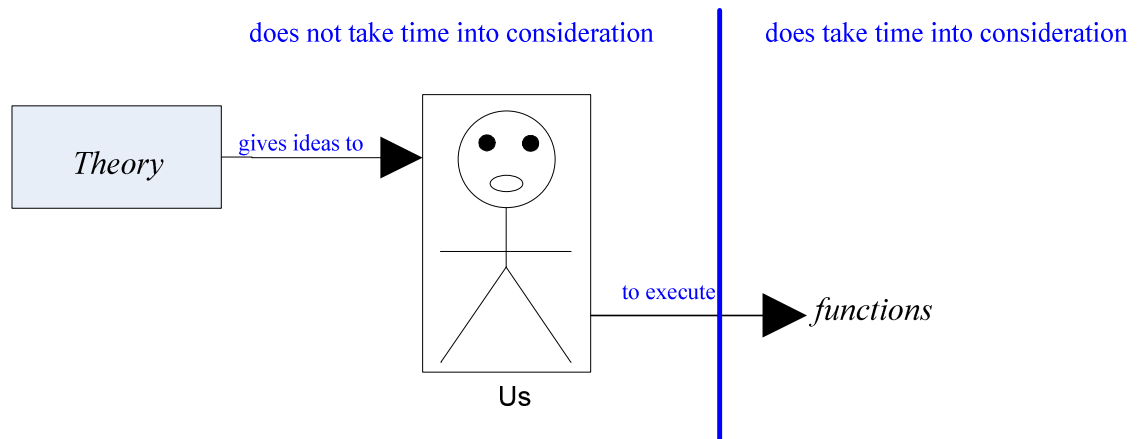 does not take time into consideration
does take time into consideration
gives ideas to
Theory
to execute
functions
Us